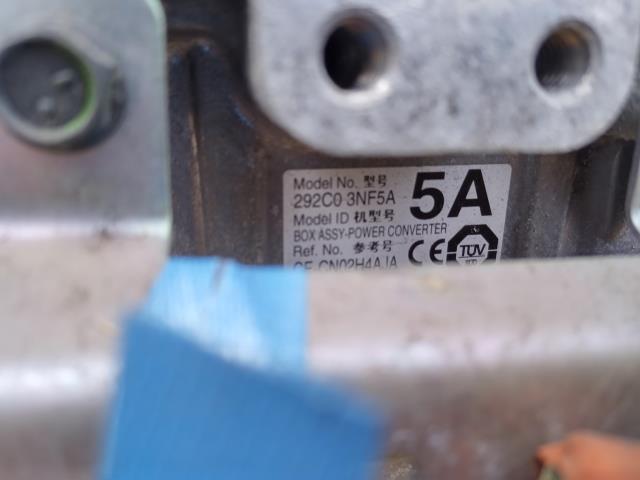 Model No. 型号
292C0 3NF5A
5A
Model ID 机型号
BOX ASSY-POWER CONVERTER
Ref. No. 参考号
CE
TÜV
CN02H4AJA